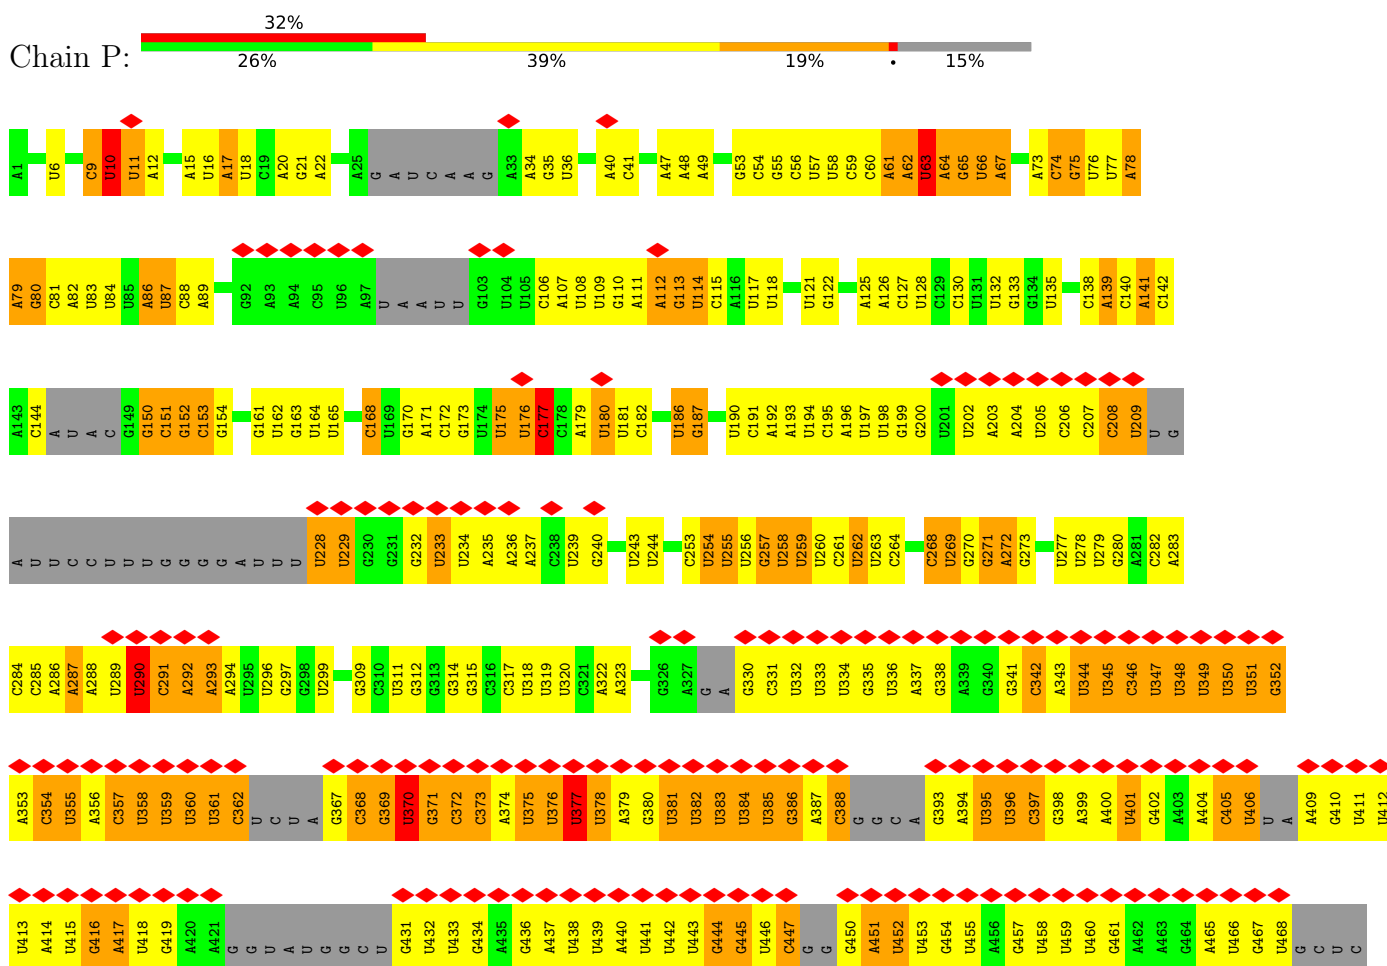 32%
Chain P:
26% 39% 19% • 15%
A1 U6 C9 U10 U11 A12 A15 U16 A17 U18 C19 A20 G21 A22 A25 G A U C A A G A33 A34 G35 U36 A40 C41 A47 A48 A49 G53 C54 G55 C56 U57 U58 C59 C60 A61 A62 U63 A64 G65 U66 A67 A73 C74 G75 U76 U77 A78
A79 G80 C81 A82 U83 U84 U85 A86 U87 C88 A89 G92 A93 A94 C95 U96 A97 U A A U U G103 U104 U105 C106 A107 U108 U109 G110 A111 A112 G113 U114 C115 A116 U117 U118 U121 G122 A125 A126 C127 U128 C129 C130 U131 U132 G133 G134 U135 C138 A139 C140 A141 C142
A143 C144 A U A C G149 G150 C151 G152 C153 G154 G161 U162 G163 U164 U165 C168 U169 G170 A171 C172 G173 U174 U175 U176 C177 C178 A179 U180 U181 C182 U186 G187 U190 C191 A192 A193 U194 C195 A196 U197 U198 G199 G200 U201 U202 A203 A204 U205 C206 C207 C208 U209 U G
A U U C C U U U G G G G A U U U U228 U229 G230 G231 G232 U233 U234 A235 A236 A237 C238 U239 G240 U243 U244 C253 U254 U255 U256 G257 U258 U259 U260 C261 U262 U263 C264 C268 U269 G270 G271 A272 G273 U277 U278 U279 G280 A281 C282 A283
C284 C285 A286 A287 A288 U289 U290 C291 A292 A293 A294 U295 U296 G297 G298 U299 G309 C310 U311 G312 G313 G314 G315 C316 C317 U318 U319 U320 C321 A322 A323 G326 A327 G A G330 C331 U332 U333 U334 G335 U336 A337 G338 A339 G340 G341 C342 A343 U344 U345 C346 U347 U348 U349 U350 U351 G352
A353 C354 U355 A356 C357 U358 U359 U360 U361 C362 U C U A G367 C368 G369 U370 G371 C372 C373 A374 U375 U376 U377 U378 A379 G380 U381 U382 U383 U384 U385 G386 A387 C388 G G C A G393 A394 U395 U396 C397 G398 A399 A400 U401 G402 A403 A404 C405 U406 U A A409 G410 U411 U412
U413 A414 U415 G416 A417 U418 G419 A420 A421 G G U A U G G C U G431 U432 U433 G434 A435 G436 A437 U438 U439 A440 U441 U442 U443 G444 G445 U446 C447 G G G450 A451 U452 U453 G454 U455 A456 G457 U458 U459 U460 G461 A462 A463 G464 A465 U466 G467 U468 G C U C